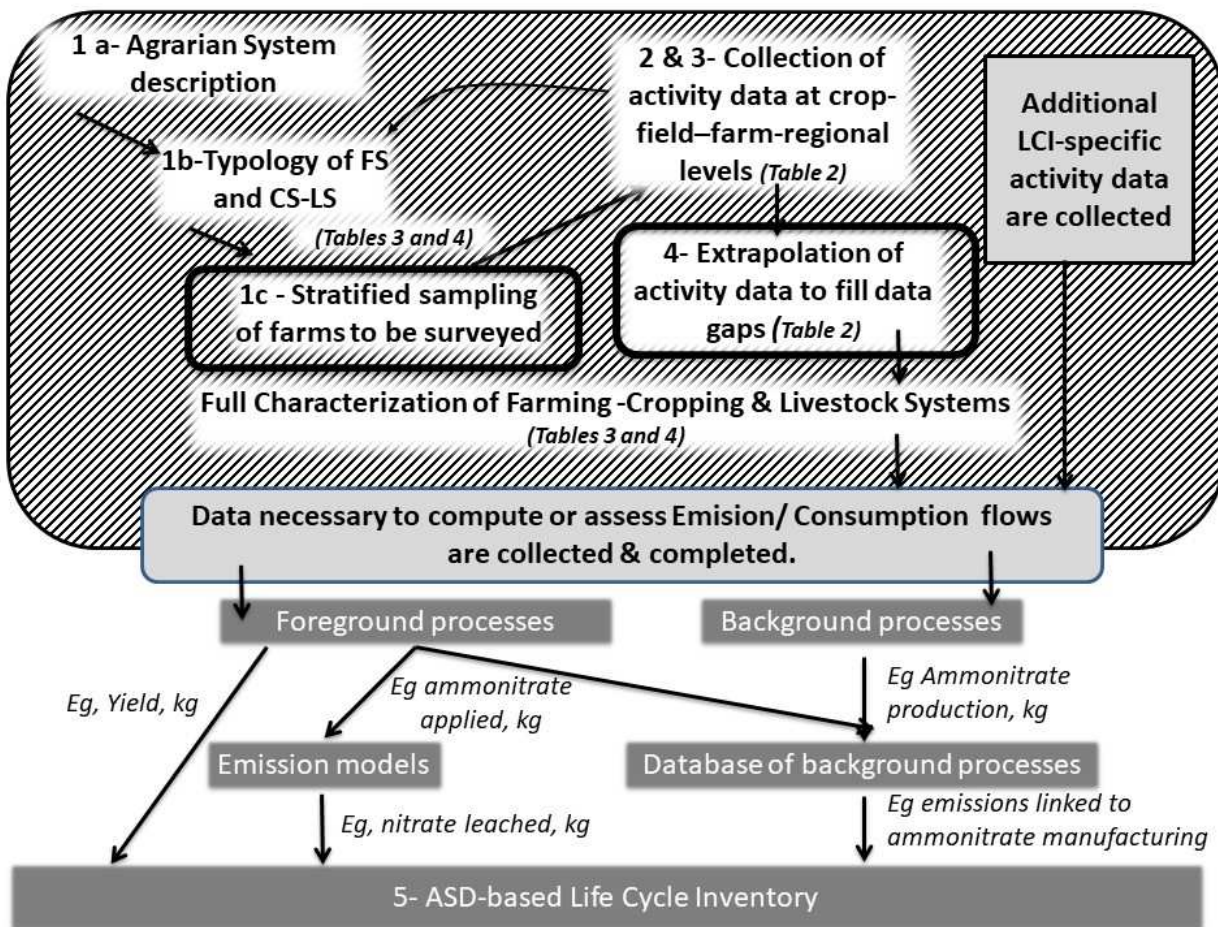 1 a- Agrarian System
description
2 & 3- Collection of
activity data at crop-
field–farm-regional
levels (Table 2)
Additional
LCI-specific
activity data
are collected
1b-Typology of FS
and CS-LS
(Tables 3 and 4)
1c - Stratified sampling
of farms to be surveyed
4- Extrapolation of
activity data to fill data
gaps (Table 2)
Full Characterization of Farming -Cropping & Livestock Systems
(Tables 3 and 4)
Data necessary to compute or assess Emision/ Consumption flows
are collected & completed.
Foreground processes
Background processes
Eg, Yield, kg
Eg ammonitrate
applied, kg
Eg Ammonitrate
production, kg
Emission models
Database of background processes
Eg, nitrate leached, kg
Eg emissions linked to
ammonitrate manufacturing
5- ASD-based Life Cycle Inventory